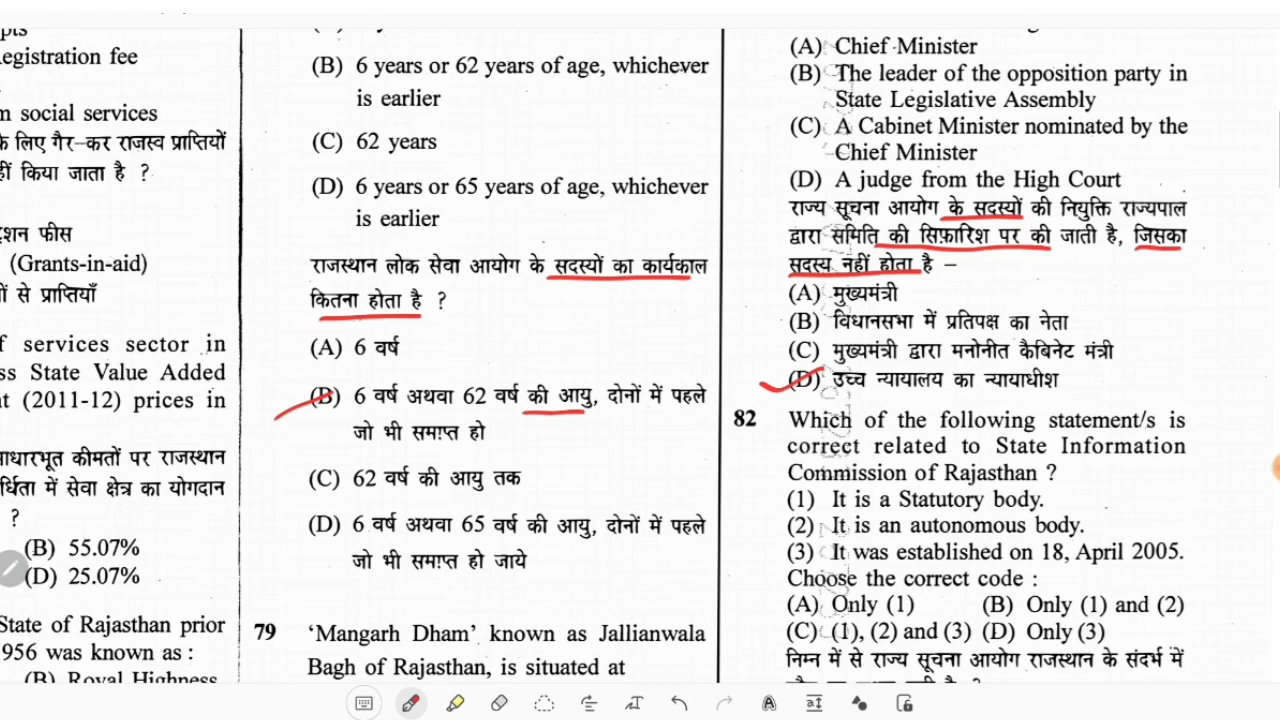 egistration fee
m social services
के लिए गैर–कर राजस्व प्राप्तियों
हीं किया जाता है ?
शन फीस
(Grants-in-aid)
ों से प्राप्तियाँ
f services sector in
ss State Value Added
at (2011-12) prices in
आधारभूत कीमतों पर राजस्थान
र्धिता में सेवा क्षेत्र का योगदान
?
(B) 55.07%
(D) 25.07%
State of Rajasthan prior
956 was known as :
(B) Royal Highness
(B) 6 years or 62 years of age, whichever
is earlier
(C) 62 years
(D) 6 years or 65 years of age, whichever
is earlier
राजस्थान लोक सेवा आयोग के सदस्यों का कार्यकाल
कितना होता है ?
(A) 6 वर्ष
(B) 6 वर्ष अथवा 62 वर्ष की आयु, दोनों में पहले
जो भी समाप्त हो
(C) 62 वर्ष की आयु तक
(D) 6 वर्ष अथवा 65 वर्ष की आयु, दोनों में पहले
जो भी समाप्त हो जाये
79 ‘Mangarh Dham’ known as Jallianwala
Bagh of Rajasthan, is situated at
(A) Chief Minister
(B) The leader of the opposition party in
State Legislative Assembly
(C) A Cabinet Minister nominated by the
Chief Minister
(D) A judge from the High Court
राज्य सूचना आयोग के सदस्यों की नियुक्ति राज्यपाल
द्वारा समिति की सिफ़ारिश पर की जाती है, जिसका
सदस्य नहीं होता है –
(A) मुख्यमंत्री
(B) विधानसभा में प्रतिपक्ष का नेता
(C) मुख्यमंत्री द्वारा मनोनीत कैबिनेट मंत्री
(D) उच्च न्यायालय का न्यायाधीश
82 Which of the following statement/s is
correct related to State Information
Commission of Rajasthan ?
(1) It is a Statutory body.
(2) It is an autonomous body.
(3) It was established on 18, April 2005.
Choose the correct code :
(A) Only (1) (B) Only (1) and (2)
(C) (1), (2) and (3) (D) Only (3)
निम्न में से राज्य सूचना आयोग राजस्थान के संदर्भ में